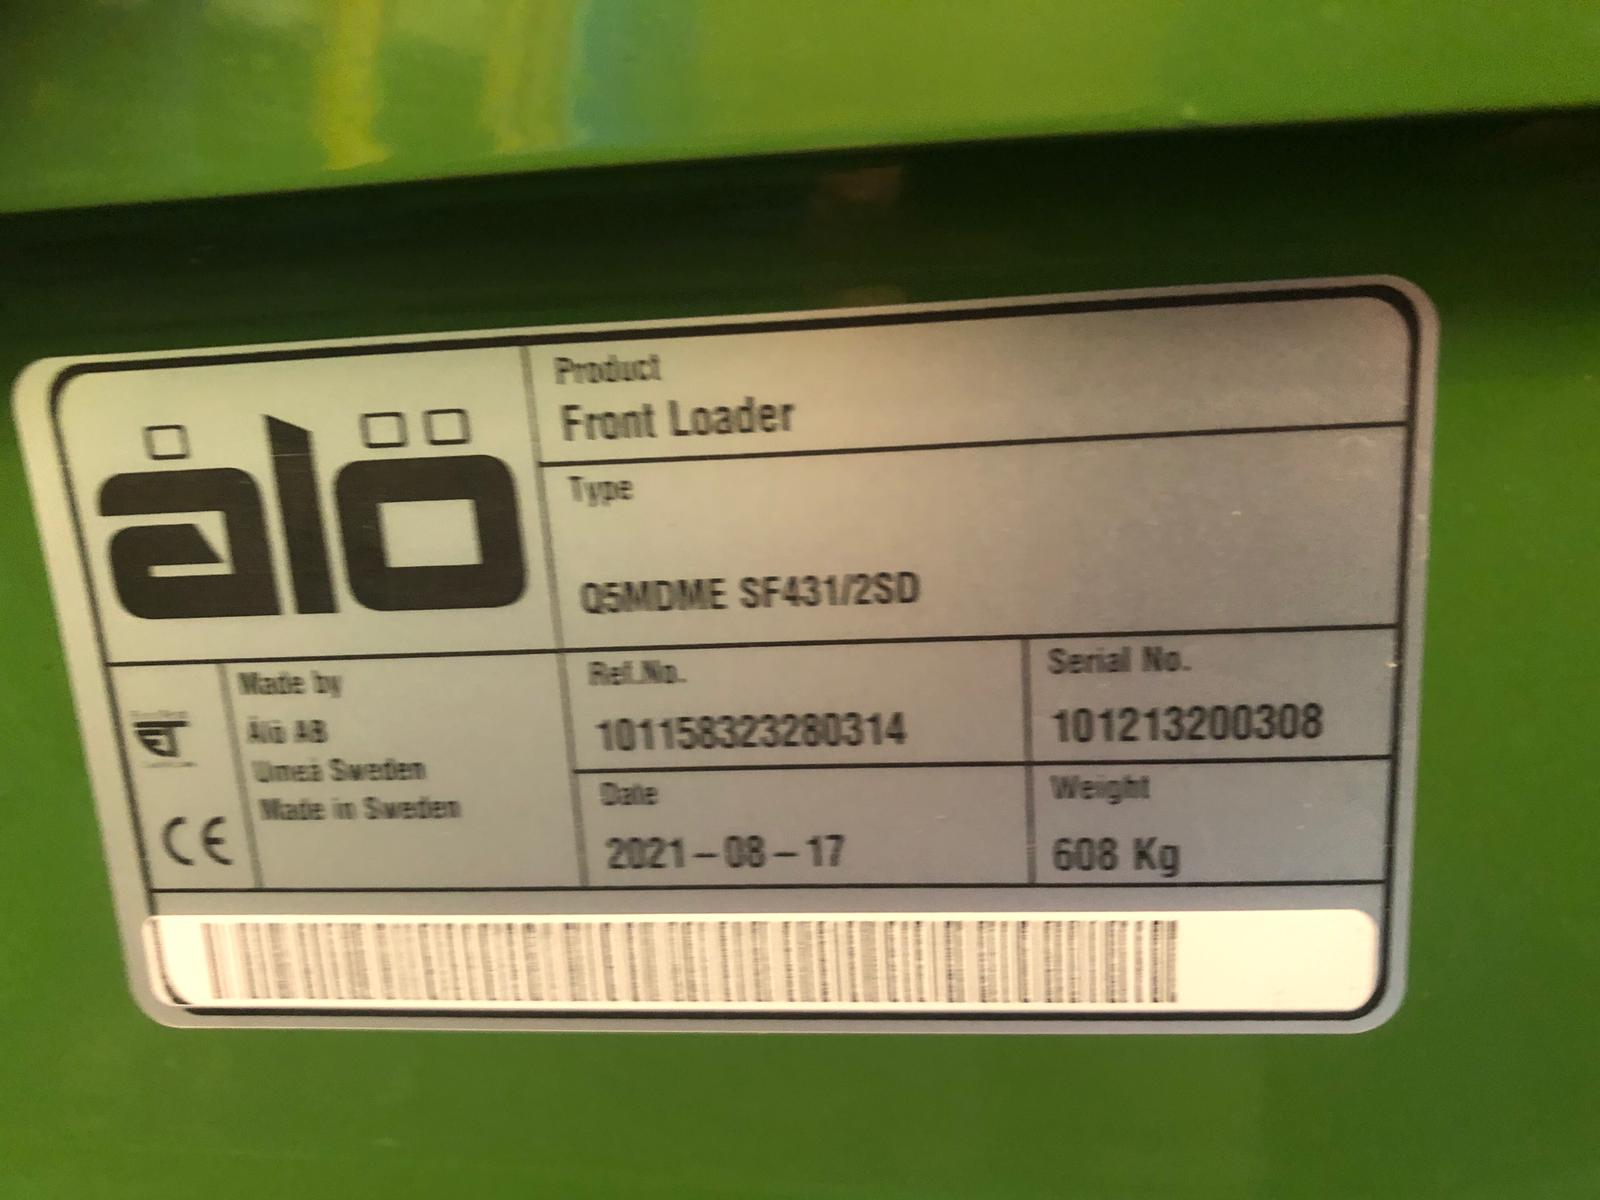 älö
Product
Front Loader
Type
Q5MDME SF431/2SD
Made by
Ålö AB
Umeå Sweden
Made in Sweden
Ref.No.
101158323280314
Serial No.
101213200308
Date
2021-08-17
Weight
608 Kg
CE